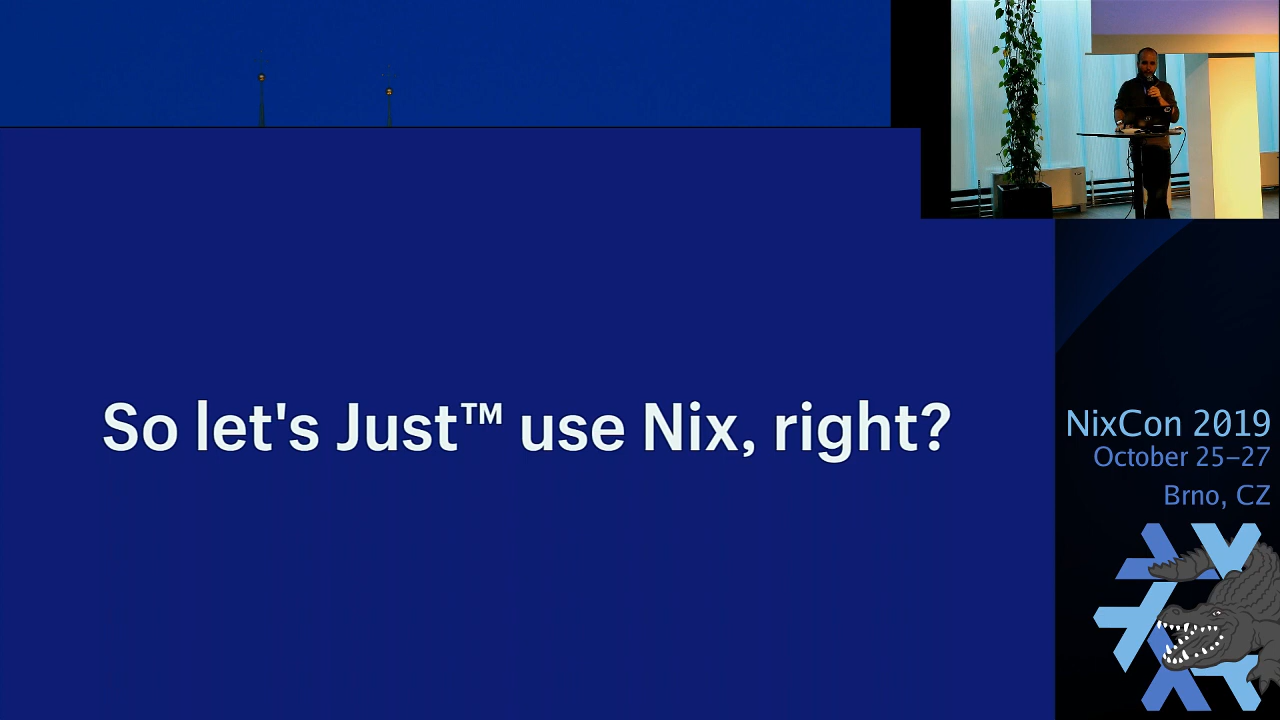 So let's Just™ use Nix, right?
NixCon 2019
October 25–27
Brno, CZ